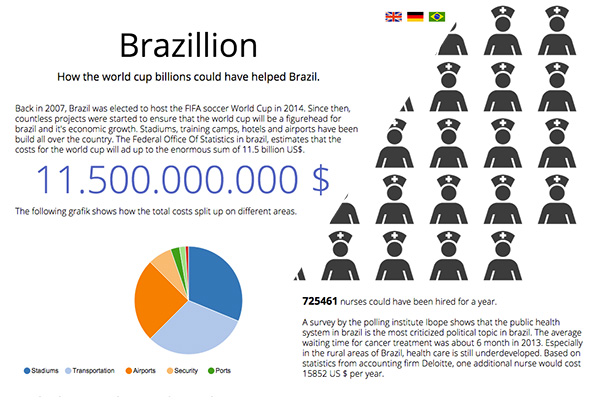 Brazillion
How the world cup billions could have helped Brazil.
Back in 2007, Brazil was elected to host the FIFA soccer World Cup in 2014. Since then,
countless projects were started to ensure that the world cup will be a figurehead for
brazil and it's economic growth. Stadiums, training camps, hotels and airports have been
build all over the country. The Federal Office Of Statistics in brazil, estimates that the
costs for the world cup will ad up to the enormous sum of 11.5 billion US$.
11.500.000.000 $
The following grafik shows how the total costs split up on different areas.
Stadiums
Transportation
Airports
Security
Ports
725461 nurses could have been hired for a year.
A survey by the polling institute Ibope shows that the public health
system in brazil is the most criticized political topic in brazil. The average
waiting time for cancer treatment was about 6 month in 2013. Especially
in the rural areas of Brazil, health care is still underdeveloped. Based on
statistics from accounting firm Deloitte, one additional nurse would cost
15852 US $ per year.